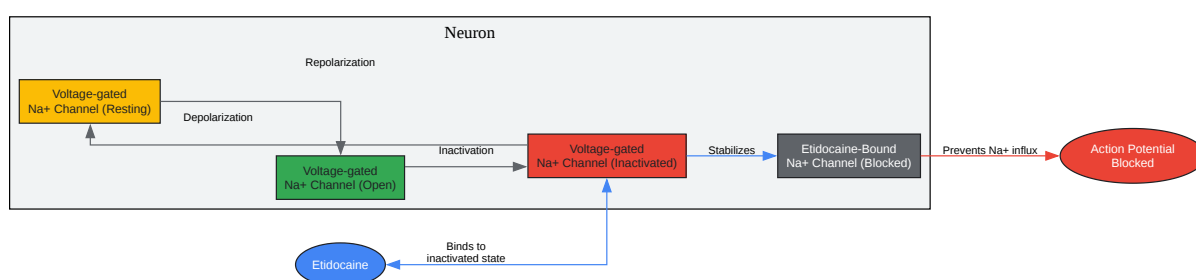 Neuron
Repolarization
Voltage-gated
Na+ Channel (Resting)
Depolarization
Voltage-gated
Na+ Channel (Open)
Inactivation
Voltage-gated
Na+ Channel (Inactivated)
Stabilizes
Etidocaine-Bound
Na+ Channel (Blocked)
Prevents Na+ influx
Action Potential
Blocked
Etidocaine
Binds to
inactivated state